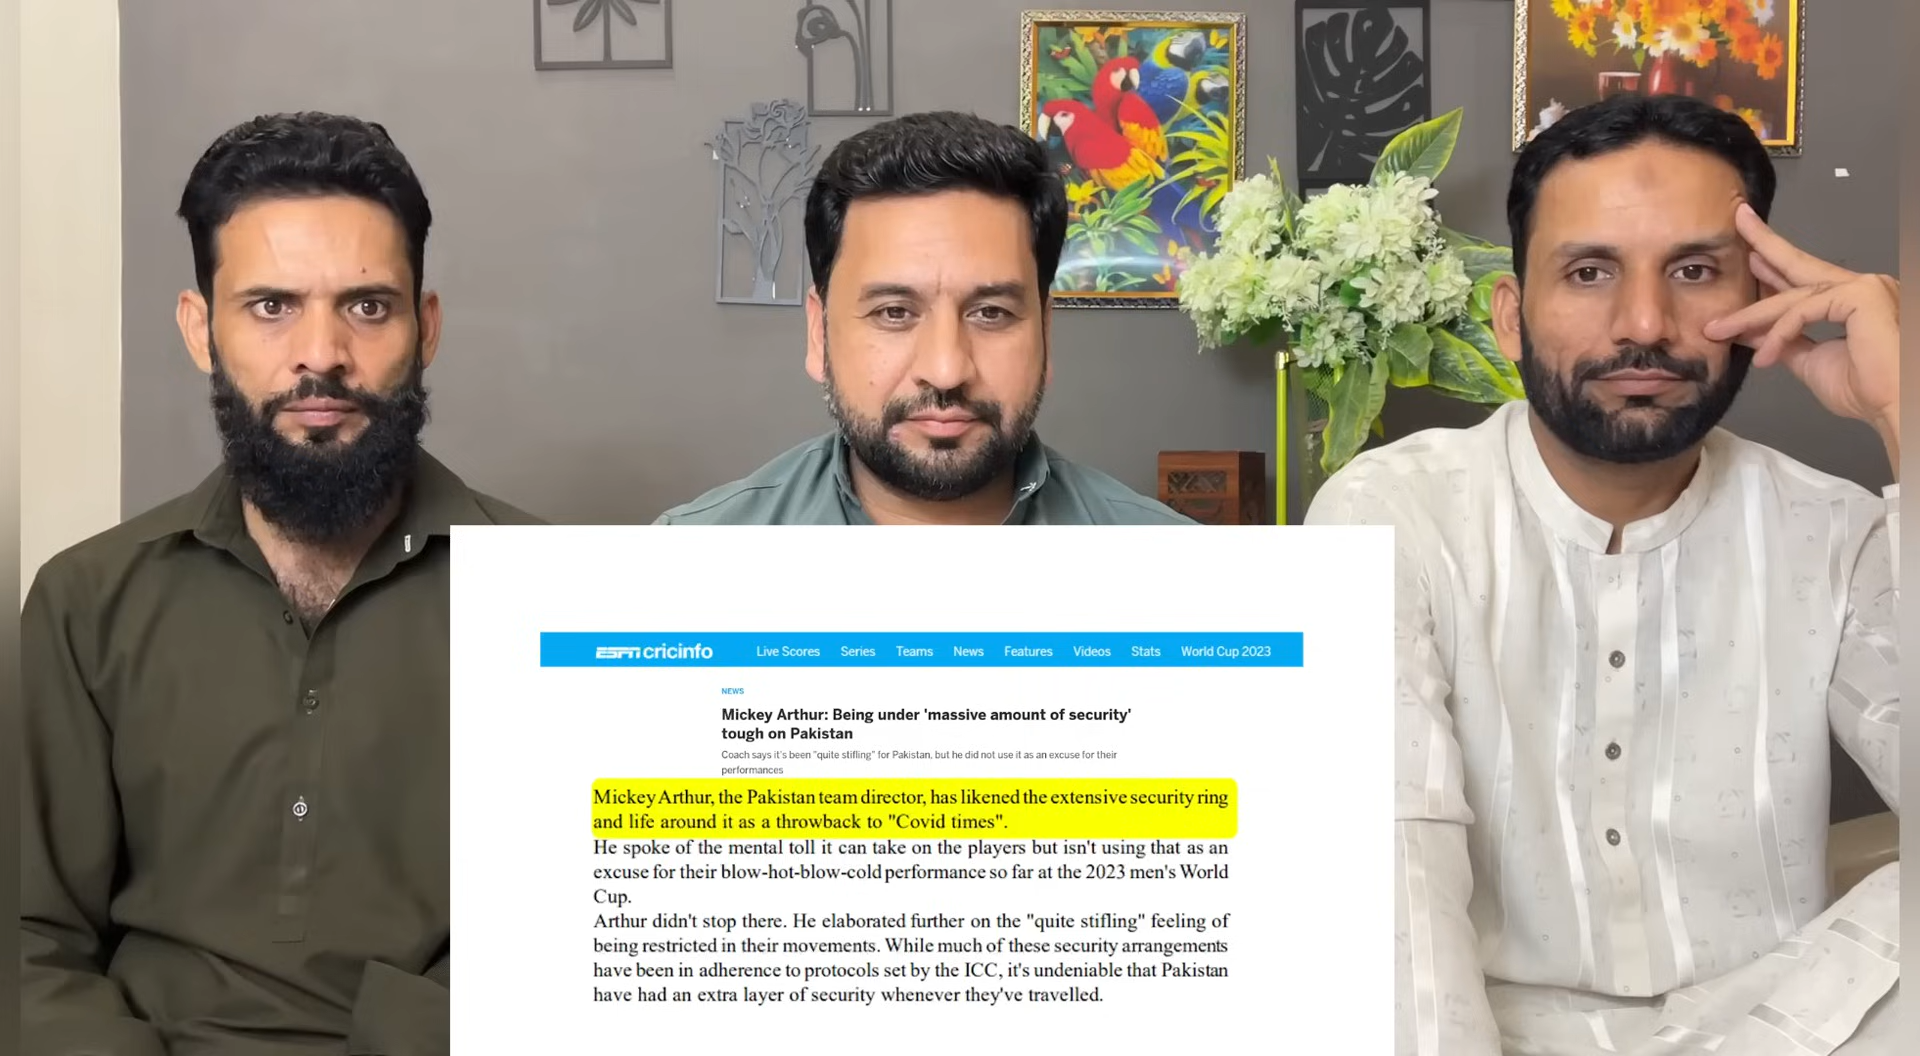 ESPN cricinfo Live Scores Series Teams News Features Videos Stats World Cup 2023
NEWS
Mickey Arthur: Being under 'massive amount of security'
tough on Pakistan
Coach says it's been "quite stifling" for Pakistan, but he did not use it as an excuse for their
performances
Mickey Arthur, the Pakistan team director, has likened the extensive security ring
and life around it as a throwback to "Covid times".
He spoke of the mental toll it can take on the players but isn't using that as an
excuse for their blow-hot-blow-cold performance so far at the 2023 men's World
Cup.
Arthur didn't stop there. He elaborated further on the "quite stifling" feeling of
being restricted in their movements. While much of these security arrangements
have been in adherence to protocols set by the ICC, it's undeniable that Pakistan
have had an extra layer of security whenever they've travelled.